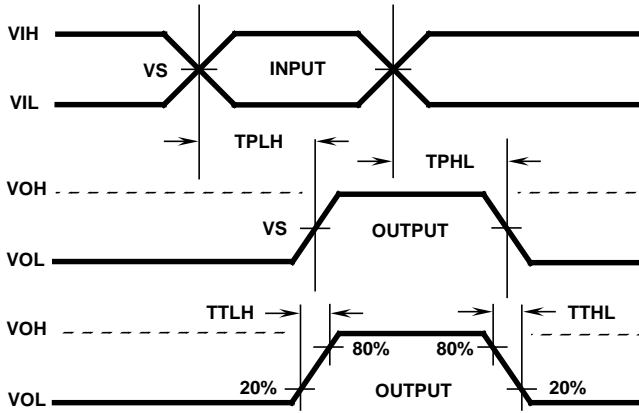 VIH
VS
INPUT
VIL
TPLH
TPHL
VOH
VS
OUTPUT
VOL
TTLH
TTHL
VOH
80%
80%
20%
OUTPUT
20%
VOL